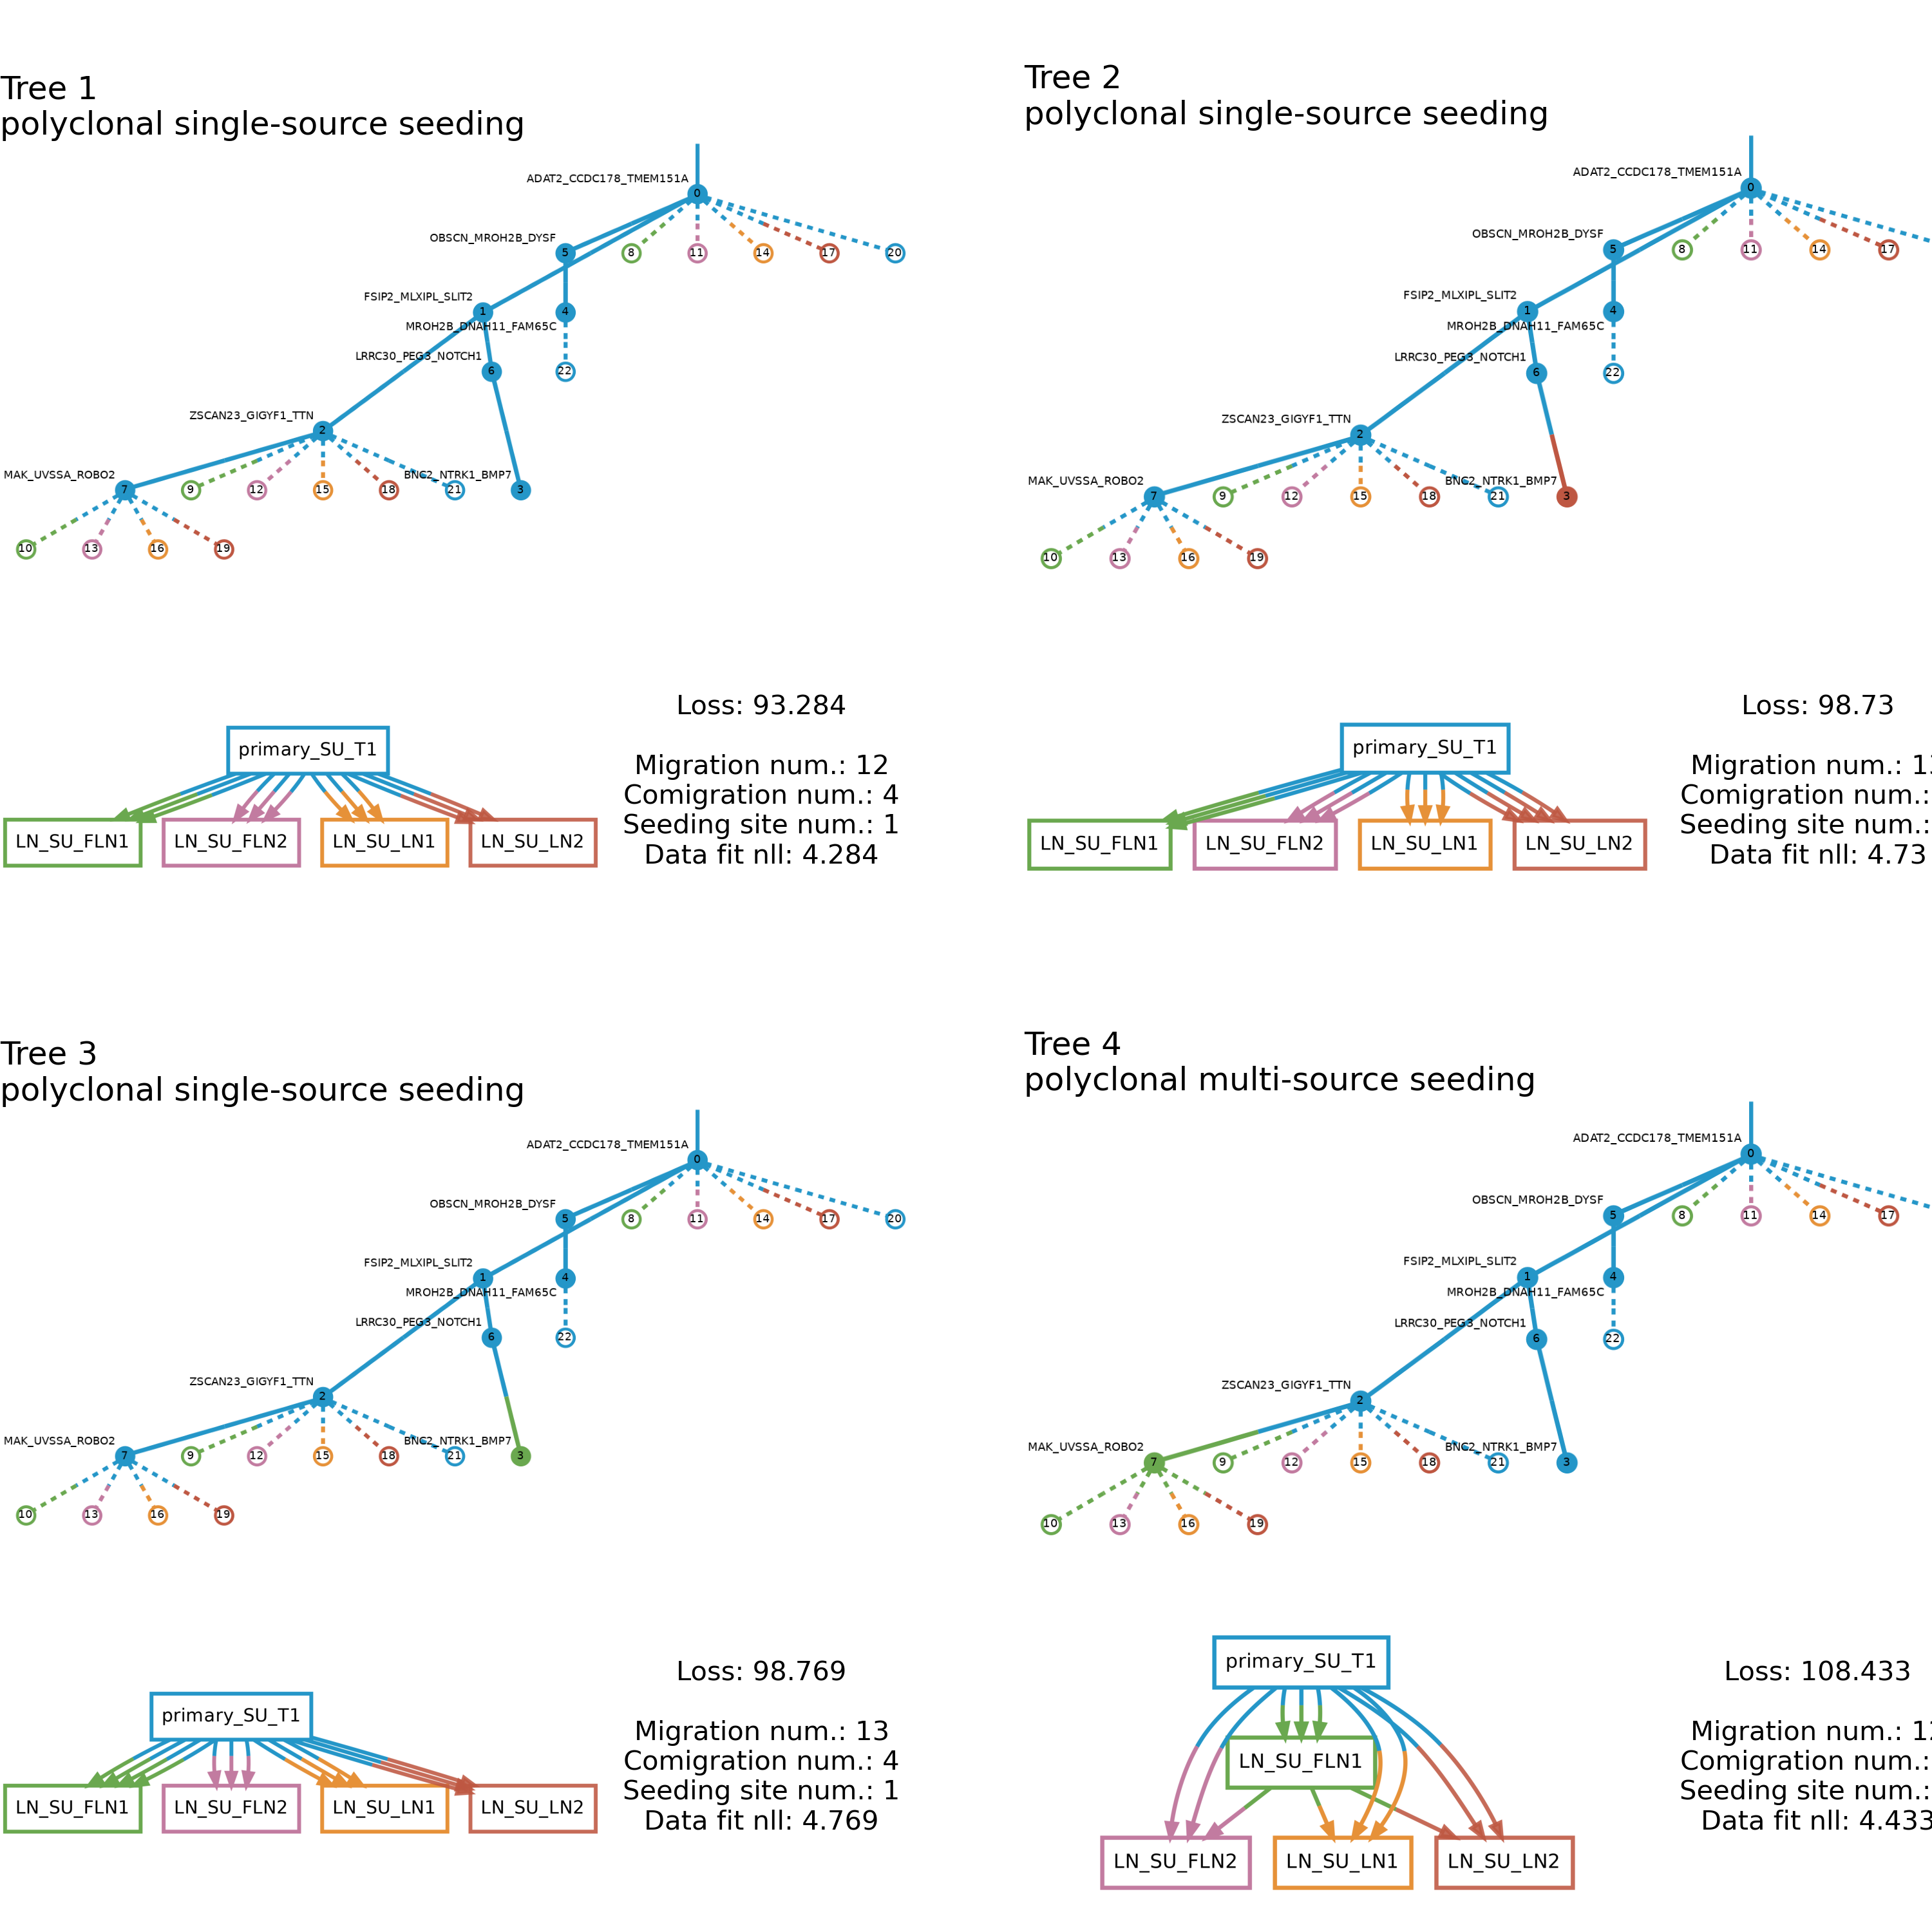 Tree 1
polyclonal single-source seeding
ADAT2_CCDC178_TMEM151A
0
OBSCN_MROH2B_DYSF
5
8
11
14
17
20
FSIP2_MLXIPL_SLIT2
1
MROH2B_DNAH11_FAM65C
4
LRRC30_PEG3_NOTCH1
6
22
ZSCAN23_GIGYF1_TTN
2
MAK_UVSSA_ROBO2
7
9
12
15
18
21
BNC2_NTRK1_BMP7
3
10
13
16
19
primary_SU_T1
LN_SU_FLN1
LN_SU_FLN2
LN_SU_LN1
LN_SU_LN2
Loss: 93.284
Migration num.: 12
Comigration num.: 4
Seeding site num.: 1
Data fit nll: 4.284
Tree 2
polyclonal single-source seeding
ADAT2_CCDC178_TMEM151A
0
OBSCN_MROH2B_DYSF
5
8
11
14
17
FSIP2_MLXIPL_SLIT2
1
MROH2B_DNAH11_FAM65C
4
LRRC30_PEG3_NOTCH1
6
22
ZSCAN23_GIGYF1_TTN
2
MAK_UVSSA_ROBO2
7
9
12
15
18
21
BNC2_NTRK1_BMP7
3
10
13
16
19
primary_SU_T1
LN_SU_FLN1
LN_SU_FLN2
LN_SU_LN1
LN_SU_LN2
Loss: 98.73
Migration num.:
Comigration num.:
Seeding site num.:
Data fit nll: 4.73
Tree 3
polyclonal single-source seeding
ADAT2_CCDC178_TMEM151A
0
OBSCN_MROH2B_DYSF
5
8
11
14
17
20
FSIP2_MLXIPL_SLIT2
1
MROH2B_DNAH11_FAM65C
4
LRRC30_PEG3_NOTCH1
6
22
ZSCAN23_GIGYF1_TTN
2
MAK_UVSSA_ROBO2
7
9
12
15
18
21
BNC2_NTRK1_BMP7
3
10
13
16
19
primary_SU_T1
LN_SU_FLN1
LN_SU_FLN2
LN_SU_LN1
LN_SU_LN2
Loss: 98.769
Migration num.: 13
Comigration num.: 4
Seeding site num.: 1
Data fit nll: 4.769
Tree 4
polyclonal multi-source seeding
ADAT2_CCDC178_TMEM151A
0
OBSCN_MROH2B_DYSF
5
8
11
14
17
FSIP2_MLXIPL_SLIT2
1
MROH2B_DNAH11_FAM65C
4
LRRC30_PEG3_NOTCH1
6
22
ZSCAN23_GIGYF1_TTN
2
MAK_UVSSA_ROBO2
7
9
12
15
18
21
BNC2_NTRK1_BMP7
3
10
13
16
19
primary_SU_T1
LN_SU_FLN1
LN_SU_FLN2
LN_SU_LN1
LN_SU_LN2
Loss: 108.433
Migration num.:
Comigration num.:
Seeding site num.:
Data fit nll: 4.433